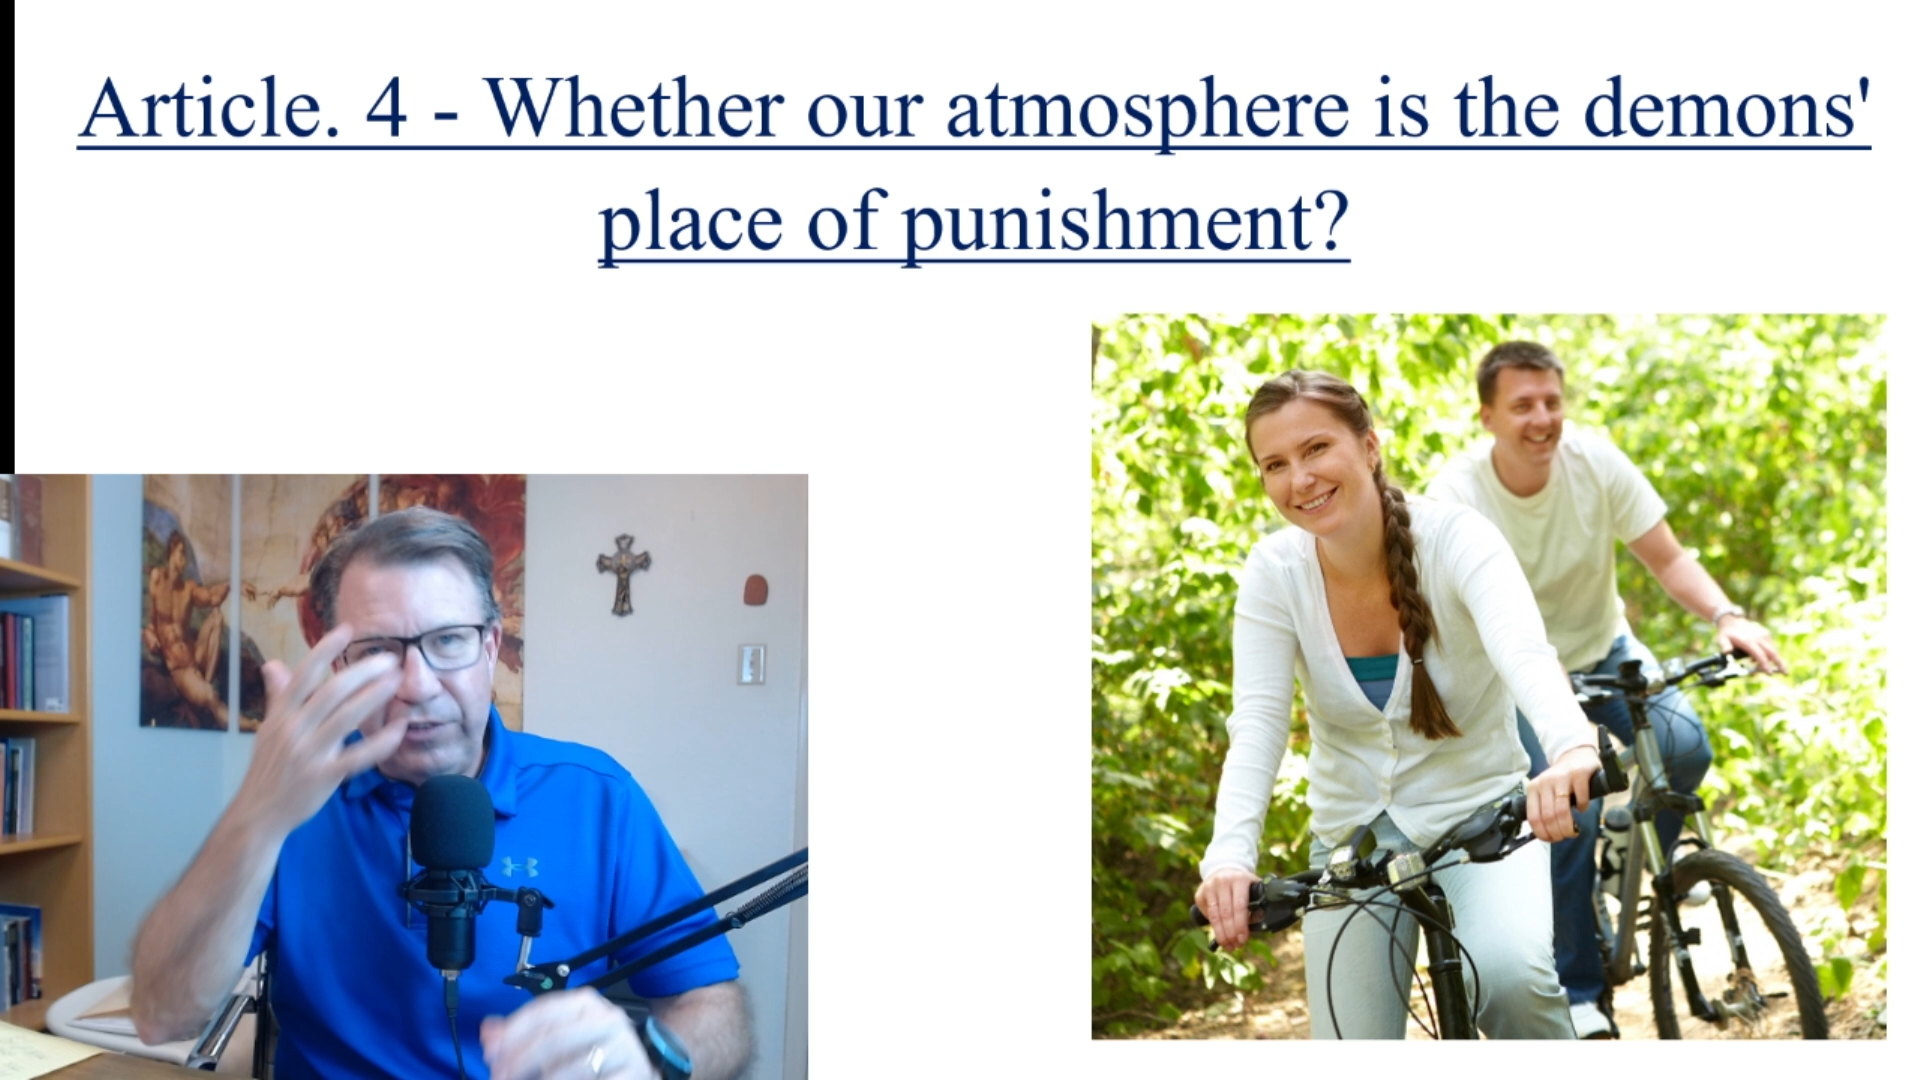 Article. 4 - Whether our atmosphere is the demons'
place of punishment?